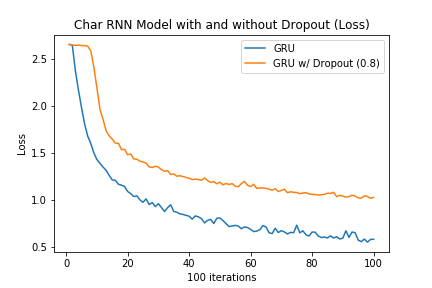 Char RNN Model with and without Dropout (Loss)
GRU
GRU w/ Dropout (0.8)
Loss
2.5
2.0
1.5
1.0
0.5
0 20 40 60 80 100
100 iterations